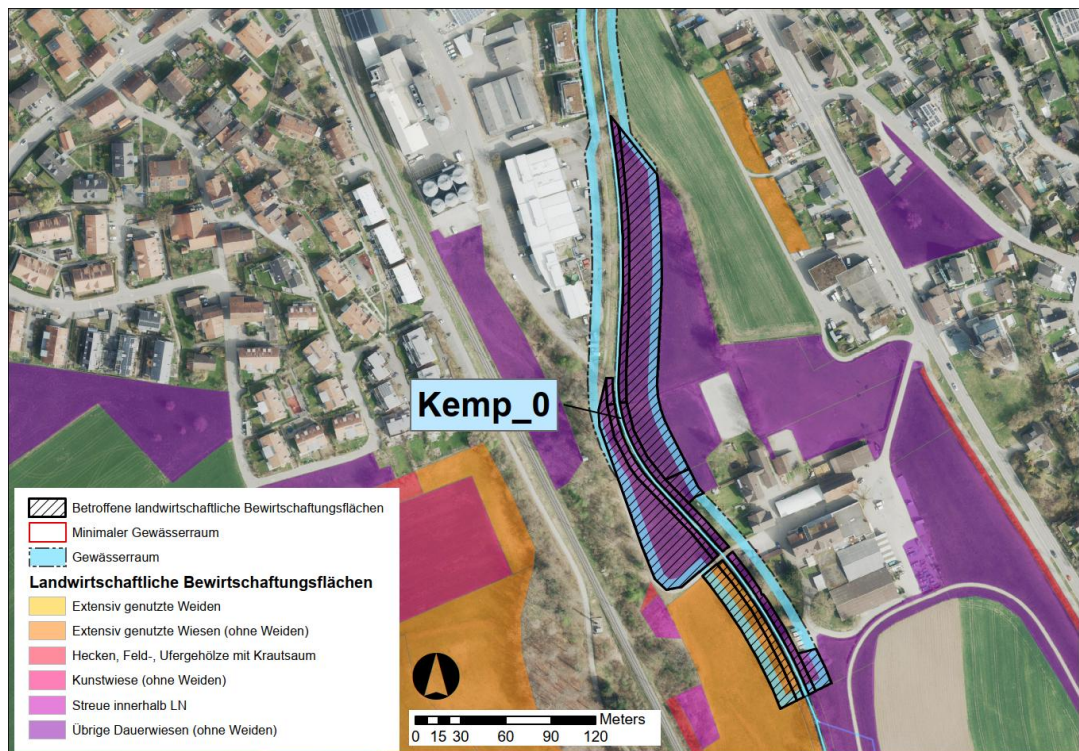 Kemp_0
Betroffene landwirtschaftliche Bewirtschaftungsflächen
Minimaler Gewässerraum
Gewässerraum
Landwirtschaftliche Bewirtschaftungsflächen
Extensiv genutzte Weiden
Extensiv genutzte Wiesen (ohne Weiden)
Hecken, Feld-, Ufergehölze mit Krautsaum
Kunstwiese (ohne Weiden)
Streue innerhalb LN
Übrige Dauerwiesen (ohne Weiden)
Meters
0 15 30 60 90 120